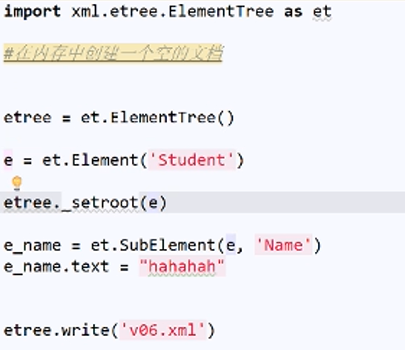 import xml.etree.ElementTree as et
#在内存中创建一个空的文档
etree = et.ElementTree()
e = et.Element('Student')
etree._setroot(e)
e_name = et.SubElement(e, 'Name')
e_name.text = "hahahah"
etree.write('v06.xml')